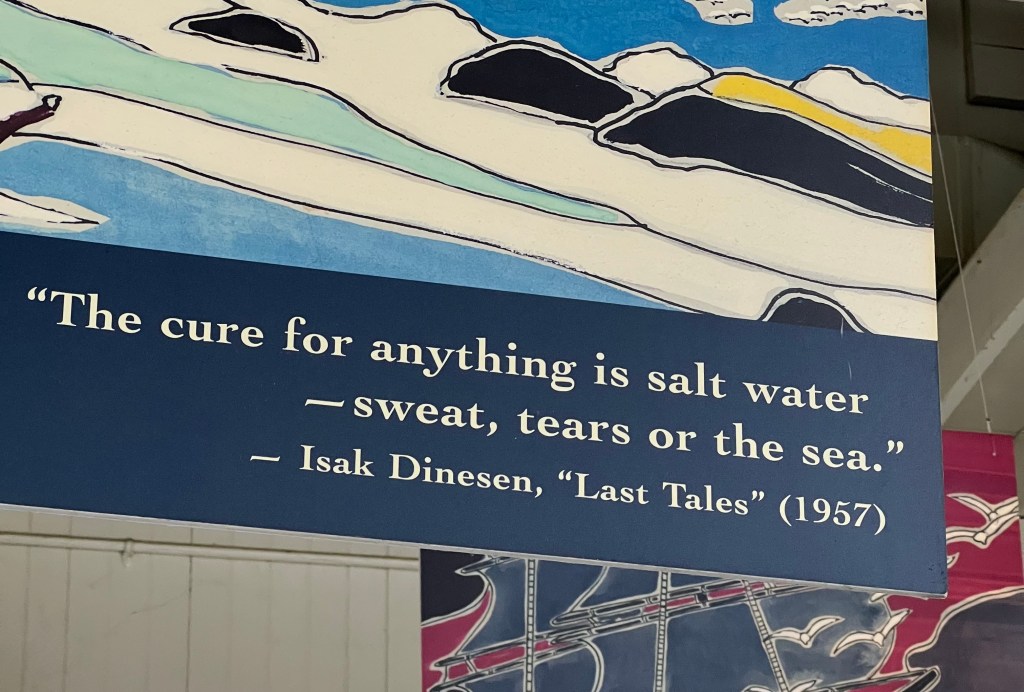 “The cure for anything is salt water
—sweat, tears or the sea.”
— Isak Dinesen, “Last Tales” (1957)